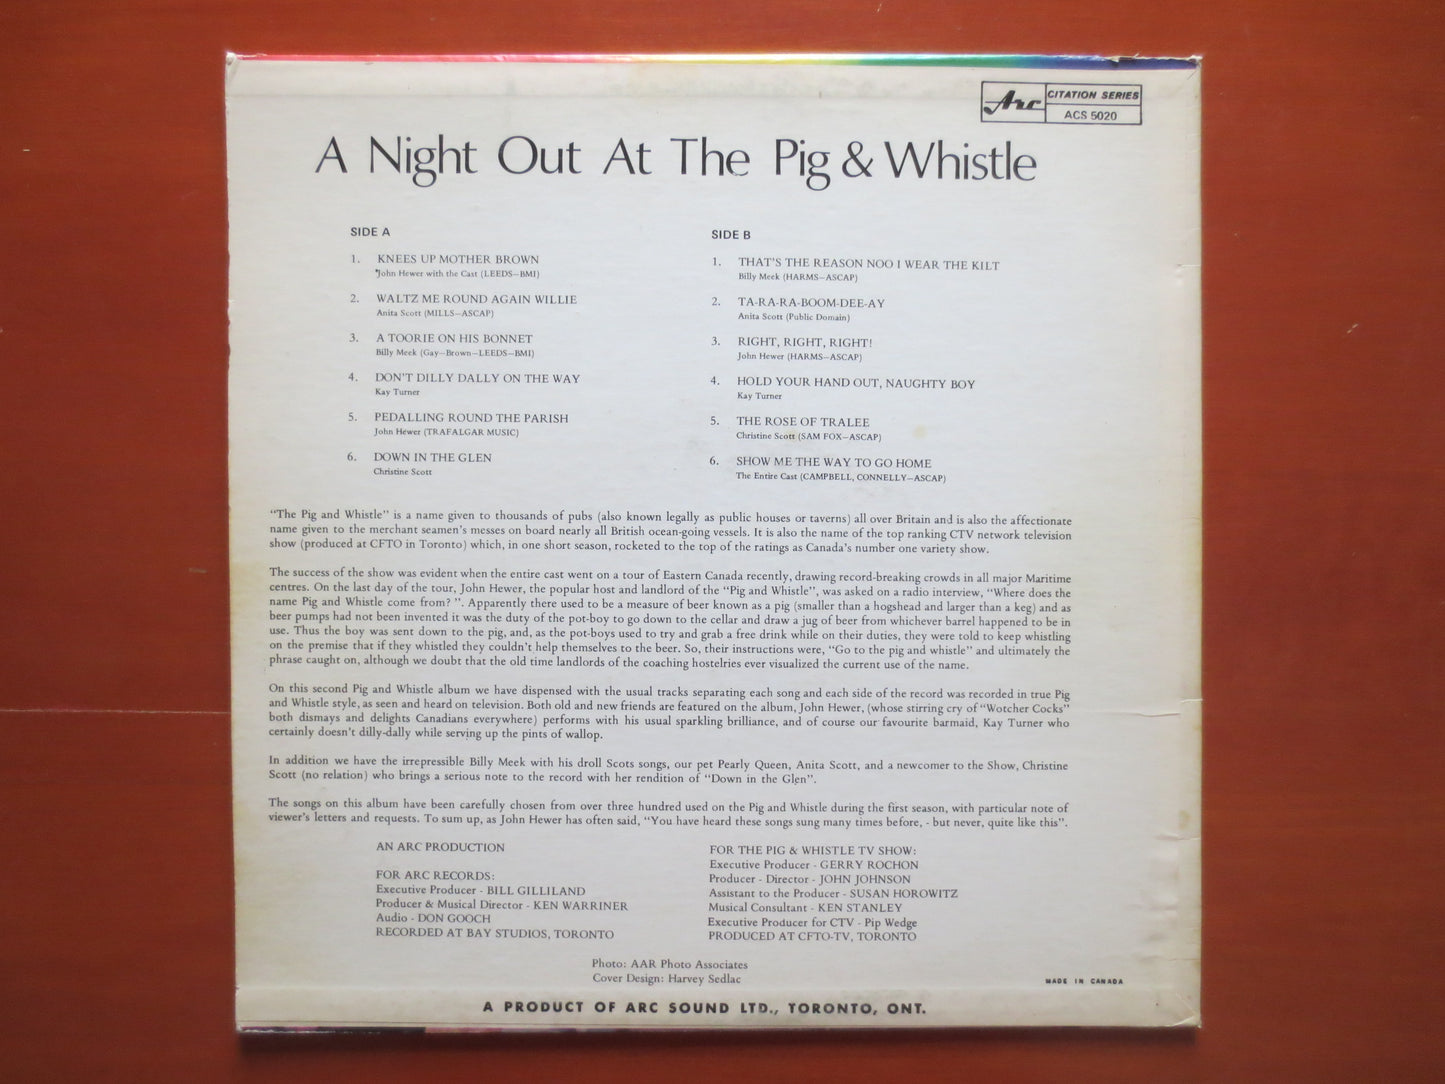 Arc
CITATION SERIES
ACS 5020
A Night Out At The Pig & Whistle
SIDE A
1. KNEES UP MOTHER BROWN
John Hewer with the Cast (LEEDS—BMI)
2. WALTZ ME ROUND AGAIN WILLIE
Anita Scott (MILLS—ASCAP)
3. A TOORIE ON HIS BONNET
Billy Meek (Gay—Brown—LEEDS—BMI)
4. DON'T DILLY DALLY ON THE WAY
Kay Turner
5. PEDALLING ROUND THE PARISH
John Hewer (TRAFALGAR MUSIC)
6. DOWN IN THE GLEN
Christine Scott
SIDE B
1. THAT'S THE REASON NOO I WEAR THE KILT
Billy Meek (HARMS—ASCAP)
2. TA-RA-RA-BOOM-DEE-AY
Anita Scott (Public Domain)
3. RIGHT, RIGHT, RIGHT!
John Hewer (HARMS—ASCAP)
4. HOLD YOUR HAND OUT, NAUGHTY BOY
Kay Turner
5. THE ROSE OF TRALEE
Christine Scott (SAM FOX—ASCAP)
6. SHOW ME THE WAY TO GO HOME
The Entire Cast (CAMPBELL, CONNELLY—ASCAP)
"The Pig and Whistle" is a name given to thousands of pubs (also known legally as public houses or taverns) all over Britain and is also the affectionate
name given to the merchant seamen's messes on board nearly all British ocean-going vessels. It is also the name of the top ranking CTV network television
show (produced at CFTO in Toronto) which, in one short season, rocketed to the top of the ratings as Canada's number one variety show.
The success of the show was evident when the entire cast went on a tour of Eastern Canada recently, drawing record-breaking crowds in all major Maritime
centres. On the last day of the tour, John Hewer, the popular host and landlord of the "Pig and Whistle", was asked on a radio interview, "Where does the
name Pig and Whistle come from? ". Apparently there used to be a measure of beer known as a pig (smaller than a hogshead and larger than a keg) and as
beer pumps had not been invented it was the duty of the pot-boy to go down to the cellar and draw a jug of beer from whichever barrel happened to be in
use. Thus the boy was sent down to the pig, and, as the pot-boys used to try and grab a free drink while on their duties, they were told to keep whistling
on the premise that if they whistled they couldn't help themselves to the beer. So, their instructions were, "Go to the pig and whistle" and ultimately the
phrase caught on, although we doubt that the old time landlords of the coaching hostelries ever visualized the current use of the name.
On this second Pig and Whistle album we have dispensed with the usual tracks separating each song and each side of the record was recorded in true Pig
and Whistle style, as seen and heard on television. Both old and new friends are featured on the album, John Hewer, (whose stirring cry of "Wotcher Cocks"
both dismays and delights Canadians everywhere) performs with his usual sparkling brilliance, and of course our favourite barmaid, Kay Turner who
certainly doesn't dilly-dally while serving up the pints of wallop.
In addition we have the irrepressible Billy Meek with his droll Scots songs, our pet Pearly Queen, Anita Scott, and a newcomer to the Show, Christine
Scott (no relation) who brings a serious note to the record with her rendition of "Down in the Glen".
The songs on this album have been carefully chosen from over three hundred used on the Pig and Whistle during the first season, with particular note of
viewer's letters and requests. To sum up, as John Hewer has often said, "You have heard these songs sung many times before, - but never, quite like this".
AN ARC PRODUCTION
FOR ARC RECORDS:
Executive Producer - BILL GILLILAND
Producer & Musical Director - KEN WARRINER
Audio - DON GOOCH
RECORDED AT BAY STUDIOS, TORONTO
FOR THE PIG & WHISTLE TV SHOW:
Executive Producer - GERRY ROCHON
Producer - Director - JOHN JOHNSON
Assistant to the Producer - SUSAN HOROWITZ
Musical Consultant - KEN STANLEY
Executive Producer for CTV - Pip Wedge
PRODUCED AT CFTO-TV, TORONTO
Photo: AAR Photo Associates
Cover Design: Harvey Sedlac
MADE IN CANADA
A PRODUCT OF ARC SOUND LTD., TORONTO, ONT.